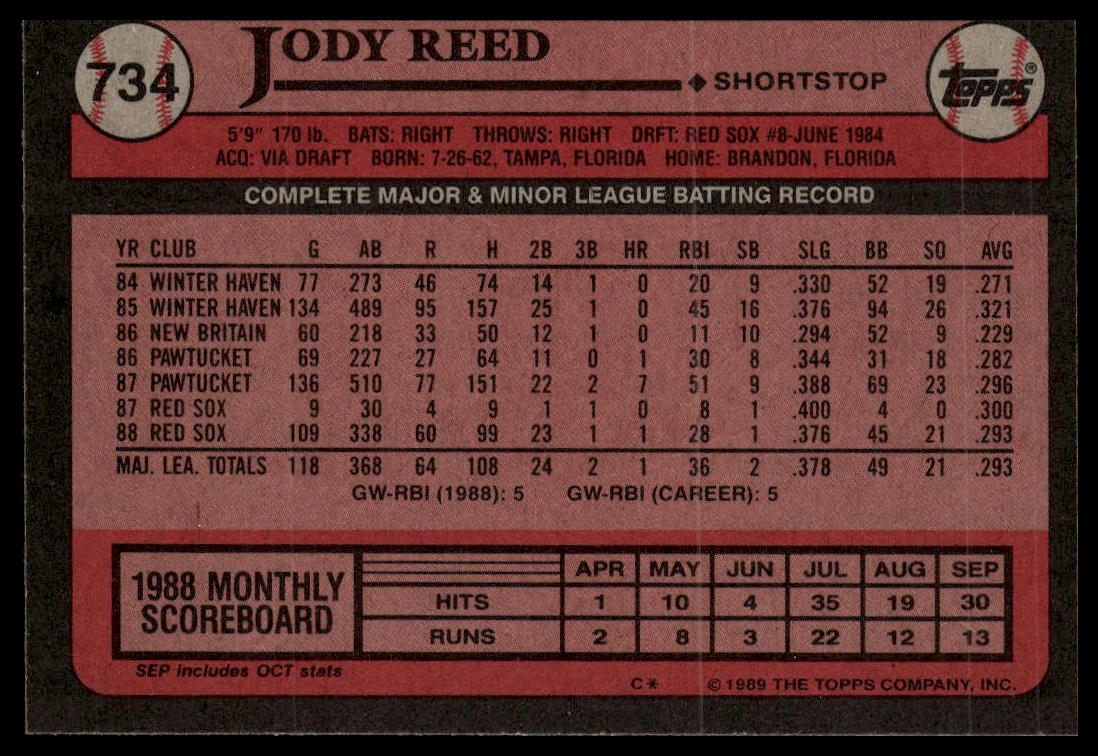 734
JODY REED
SHORTSTOP
TOPPS®
5'9" 170 lb. BATS: RIGHT THROWS: RIGHT DRFT: RED SOX #8-JUNE 1984
ACQ: VIA DRAFT BORN: 7-26-62, TAMPA, FLORIDA HOME: BRANDON, FLORIDA
COMPLETE MAJOR & MINOR LEAGUE BATTING RECORD
YR CLUB G AB R H 2B 3B HR RBI SB SLG BB SO AVG
84 WINTER HAVEN 77 273 46 74 14 1 0 20 9 .330 52 19 .271
85 WINTER HAVEN 134 489 95 157 25 1 0 45 16 .376 94 26 .321
86 NEW BRITAIN 60 218 33 50 12 1 0 11 10 .294 52 9 .229
86 PAWTUCKET 69 227 27 64 11 0 1 30 8 .344 31 18 .282
87 PAWTUCKET 136 510 77 151 22 2 7 51 9 .388 69 23 .296
87 RED SOX 9 30 4 9 1 1 0 8 1 .400 4 0 .300
88 RED SOX 109 338 60 99 23 1 1 28 1 .376 45 21 .293
MAJ. LEA. TOTALS 118 368 64 108 24 2 1 36 2 .378 49 21 .293
GW-RBI (1988): 5 GW-RBI (CAREER): 5
1988 MONTHLY SCOREBOARD
APR MAY JUN JUL AUG SEP
HITS 1 10 4 35 19 30
RUNS 2 8 3 22 12 13
SEP includes OCT stats
C* © 1989 THE TOPPS COMPANY, INC.